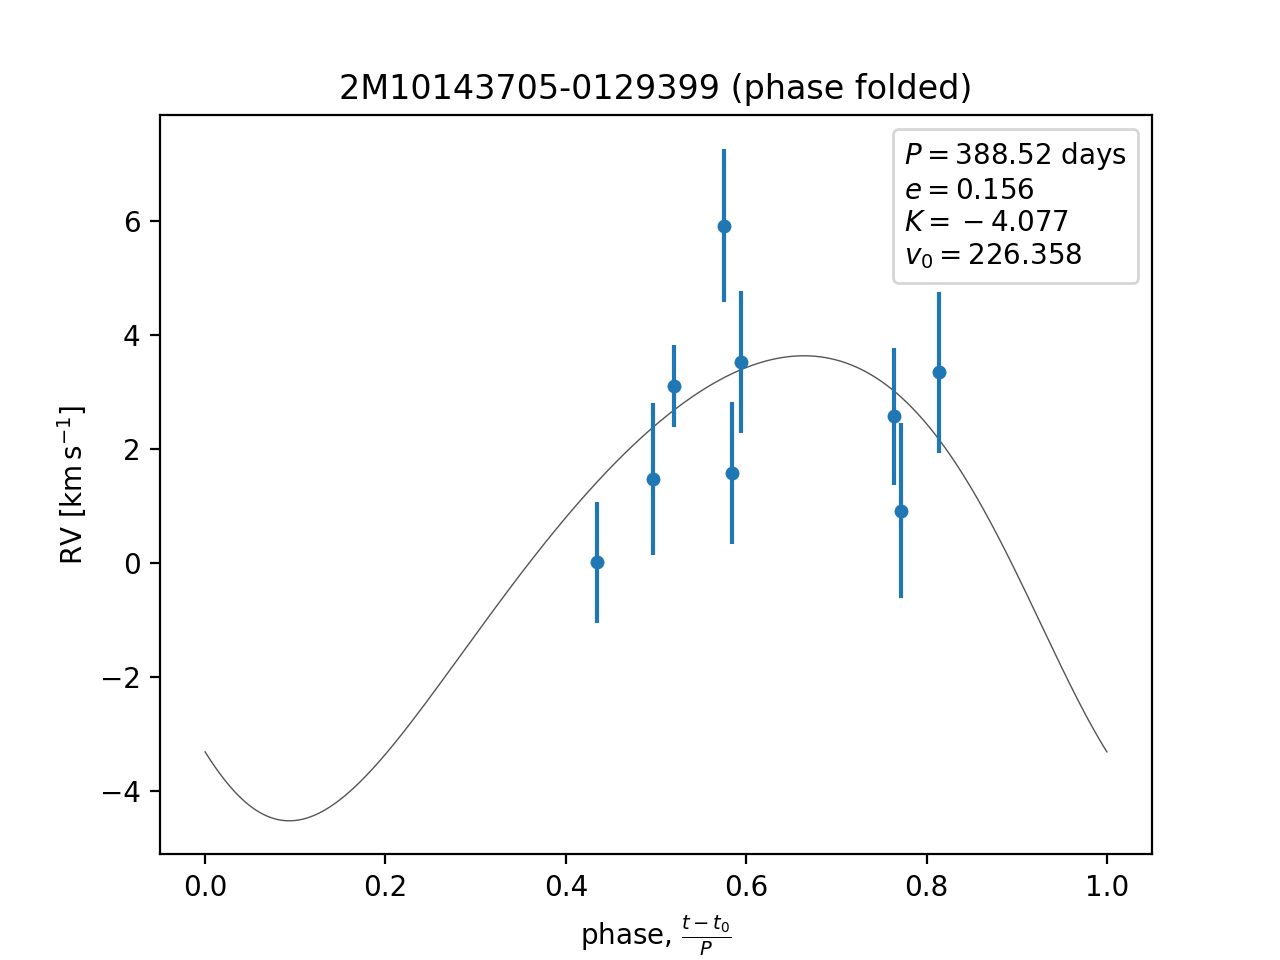 2M10143705-0129399 (phase folded)
P = 388.52 days
e = 0.156
K = −4.077
v₀ = 226.358
RV [km s⁻¹]
6
4
2
0
−2
−4
0.0 0.2 0.4 0.6 0.8 1.0
phase, (t − t₀)/P